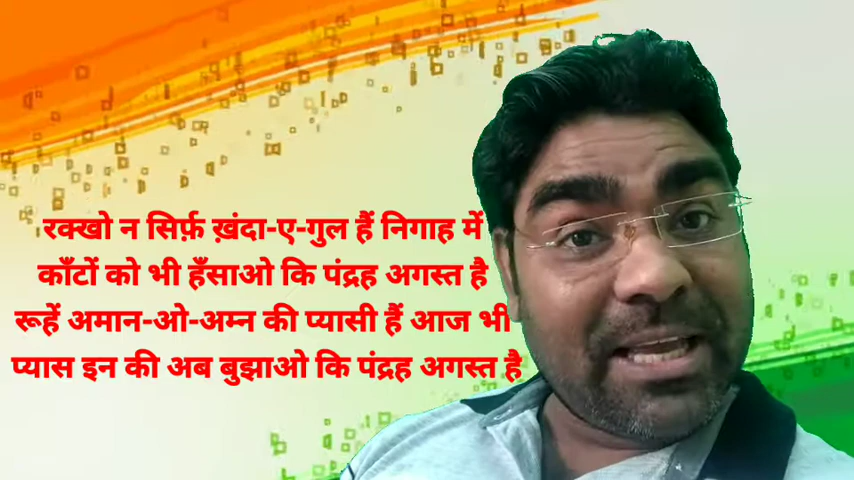 रक्खो न सिर्फ़ ख़ंदा-ए-गुल हैं निगाह में
काँटों को भी हँसाओ कि पंद्रह अगस्त है
रूहें अमान-ओ-अम्न की प्यासी हैं आज भी
प्यास इन की अब बुझाओ कि पंद्रह अगस्त है